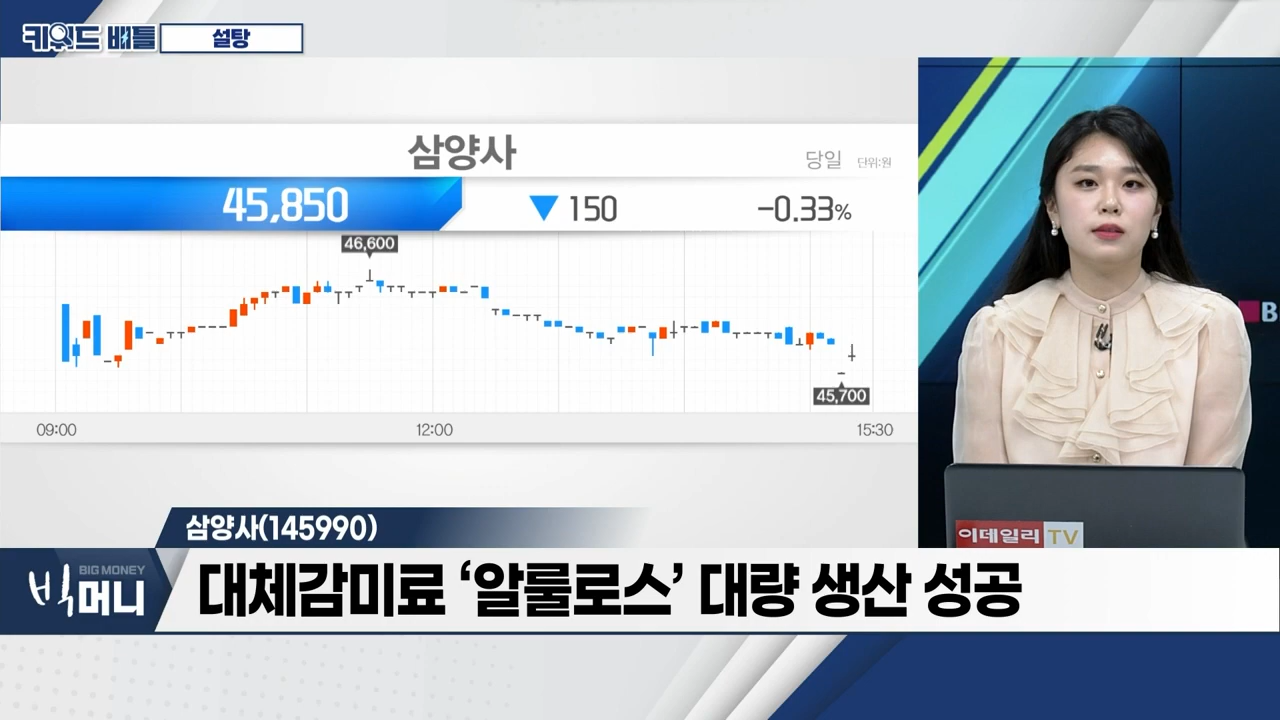 키워드 배틀
설탕
삼양사
당일 단위:원
45,850 ▼150 -0.33%
46,600
45,700
09:00 12:00 15:30
B
이데일리 TV
삼양사(145990)
빅머니 BIG MONEY
대체감미료 ‘알룰로스’ 대량 생산 성공